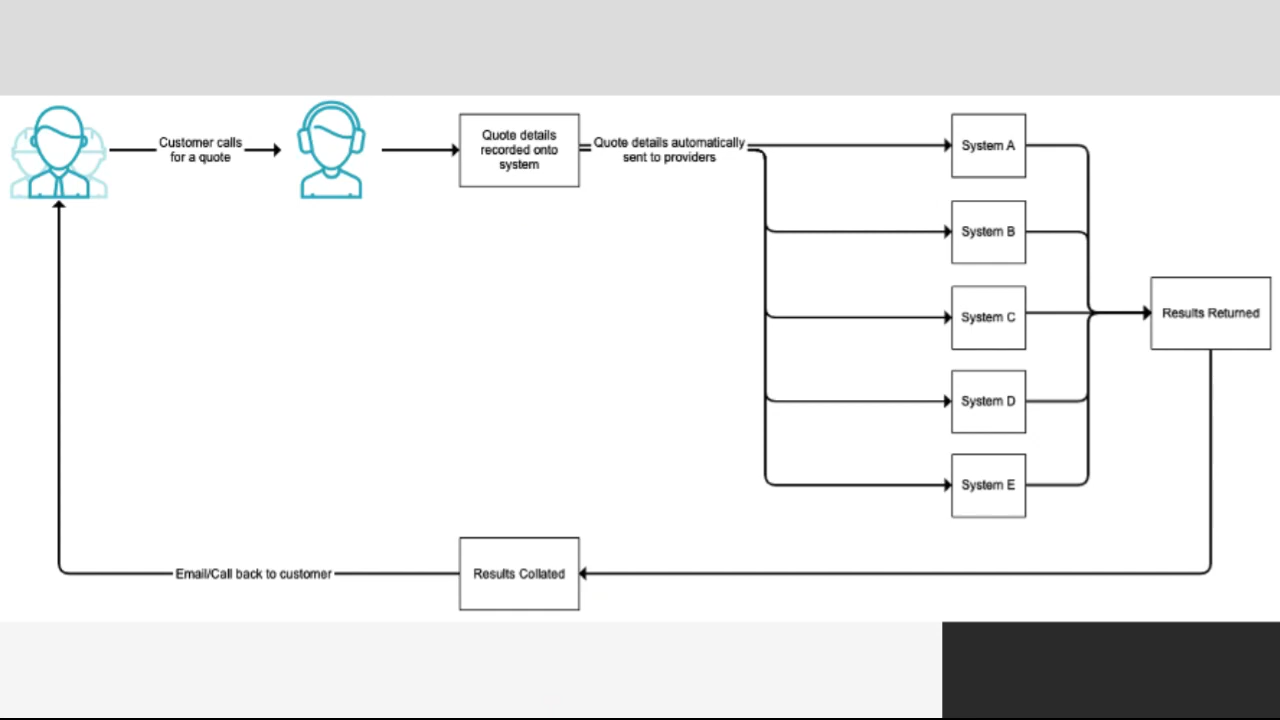 Customer calls
for a quote
Quote details
recorded onto
system
Quote details automatically
sent to providers
System A
System B
System C
System D
System E
Results Returned
Results Collated
Email/Call back to customer